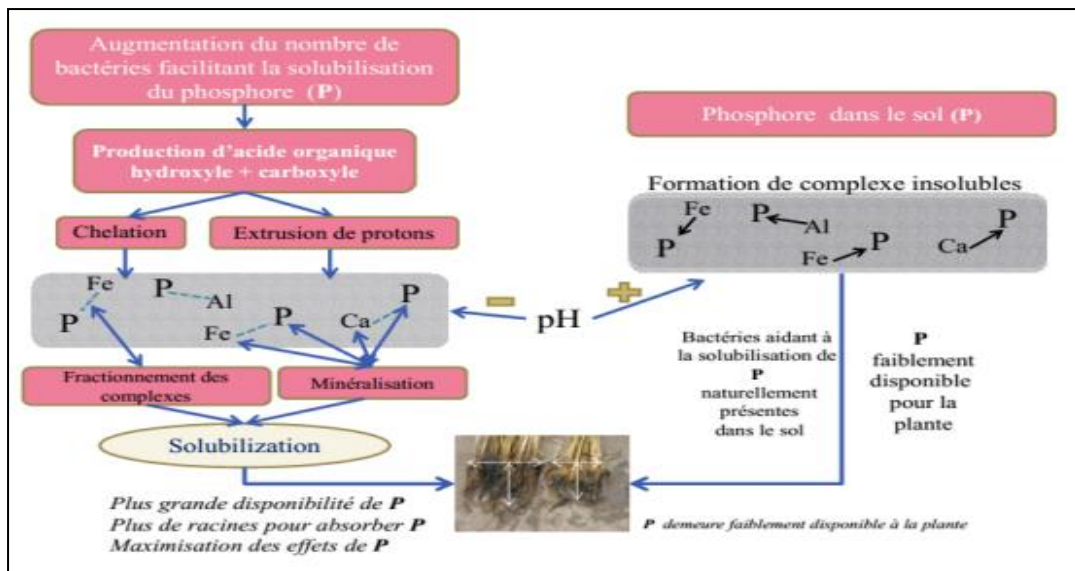 Augmentation du nombre de
bactéries facilitant la solubilisation
du phosphore (P)
Production d'acide organique
hydroxyle + carboxyle
Chelation
Extrusion de protons
Fe
P
P
Al
Fe
P
Ca
P
Fractionnement des
complexes
Minéralisation
Solubilization
Plus grande disponibilité de P
Plus de racines pour absorber P
Maximisation des effets de P
−
pH
+
Phosphore dans le sol (P)
Formation de complexe insolubles
Fe
P
P
Al
Fe
P
Ca
P
Bactéries aidant à
la solubilisation de
P
naturellement
présentes
dans le sol
P
faiblement
disponible
pour la
plante
P demeure faiblement disponible à la plante